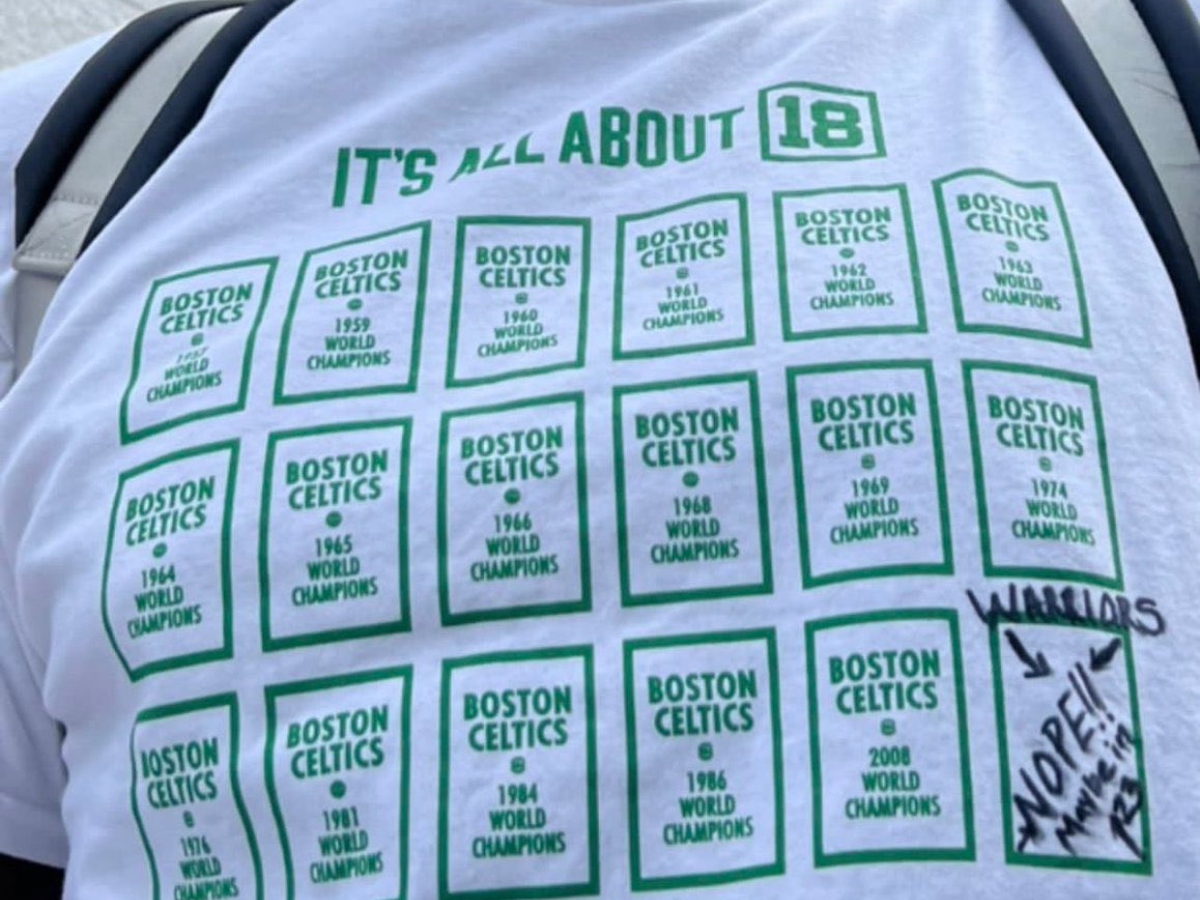 IT'S ALL ABOUT 18
BOSTON
CELTICS
WORLD
CHAMPIONS
BOSTON
CELTICS
1959
WORLD
CHAMPIONS
BOSTON
CELTICS
1960
WORLD
CHAMPIONS
BOSTON
CELTICS
1961
WORLD
CHAMPIONS
BOSTON
CELTICS
1962
WORLD
CHAMPIONS
BOSTON
CELTICS
1963
WORLD
CHAMPIONS
BOSTON
CELTICS
1964
WORLD
CHAMPIONS
BOSTON
CELTICS
1965
WORLD
CHAMPIONS
BOSTON
CELTICS
1966
WORLD
CHAMPIONS
BOSTON
CELTICS
1968
WORLD
CHAMPIONS
BOSTON
CELTICS
1969
WORLD
CHAMPIONS
BOSTON
CELTICS
1974
WORLD
CHAMPIONS
BOSTON
CELTICS
1976
WORLD
CHAMPIONS
BOSTON
CELTICS
1981
WORLD
CHAMPIONS
BOSTON
CELTICS
1984
WORLD
CHAMPIONS
BOSTON
CELTICS
1986
WORLD
CHAMPIONS
BOSTON
CELTICS
2008
WORLD
CHAMPIONS
WARRIORS
NOPE!!
Maybe in